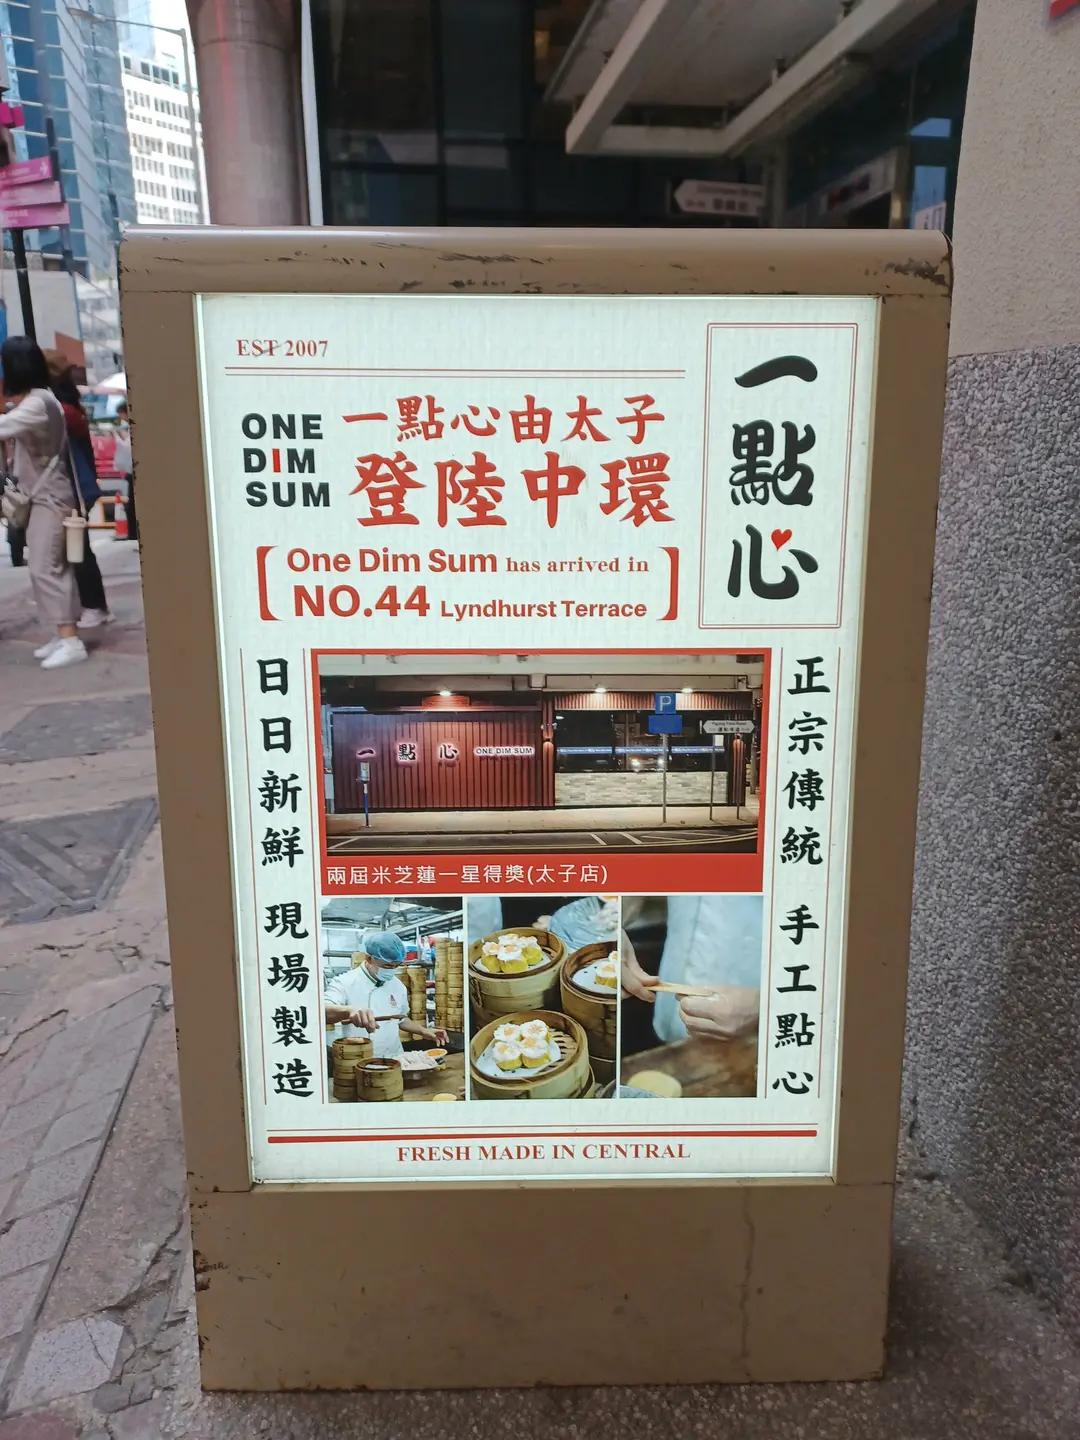 EST 2007
ONE
DIM
SUM
一點心由太子
登陸中環
One Dim Sum has arrived in
NO.44 Lyndhurst Terrace
一點心
日日新鮮 現場製造
正宗傳統 手工點心
P
一點心 ONE DIM SUM
兩屆米芝蓮一星得獎(太子店)
FRESH MADE IN CENTRAL